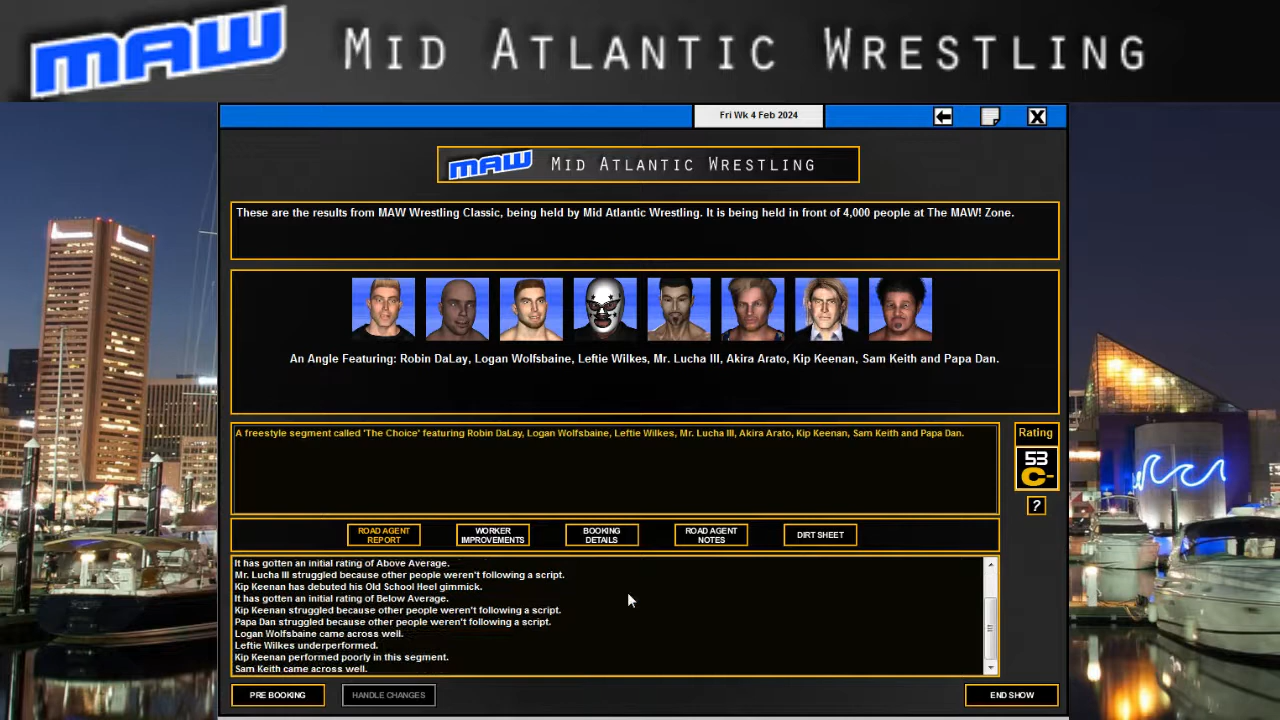 MAW MID ATLANTIC WRESTLING
Fri Wk 4 Feb 2024
MAW MID ATLANTIC WRESTLING
These are the results from MAW Wrestling Classic, being held by Mid Atlantic Wrestling. It is being held in front of 4,000 people at The MAW! Zone.
An Angle Featuring: Robin DaLay, Logan Wolfsbaine, Leftie Wilkes, Mr. Lucha III, Akira Arato, Kip Keenan, Sam Keith and Papa Dan.
A freestyle segment called 'The Choice' featuring Robin DaLay, Logan Wolfsbaine, Leftie Wilkes, Mr. Lucha III, Akira Arato, Kip Keenan, Sam Keith and Papa Dan.
Rating
53
C-
?
ROAD AGENT REPORT
WORKER IMPROVEMENTS
BOOKING DETAILS
ROAD AGENT NOTES
DIRT SHEET
It has gotten an initial rating of Above Average.
Mr. Lucha III struggled because other people weren't following a script.
Kip Keenan has debuted his Old School Heel gimmick.
It has gotten an initial rating of Below Average.
Kip Keenan struggled because other people weren't following a script.
Papa Dan struggled because other people weren't following a script.
Logan Wolfsbaine came across well.
Leftie Wilkes underperformed.
Kip Keenan performed poorly in this segment.
Sam Keith came across well.
PRE BOOKING
HANDLE CHANGES
END SHOW